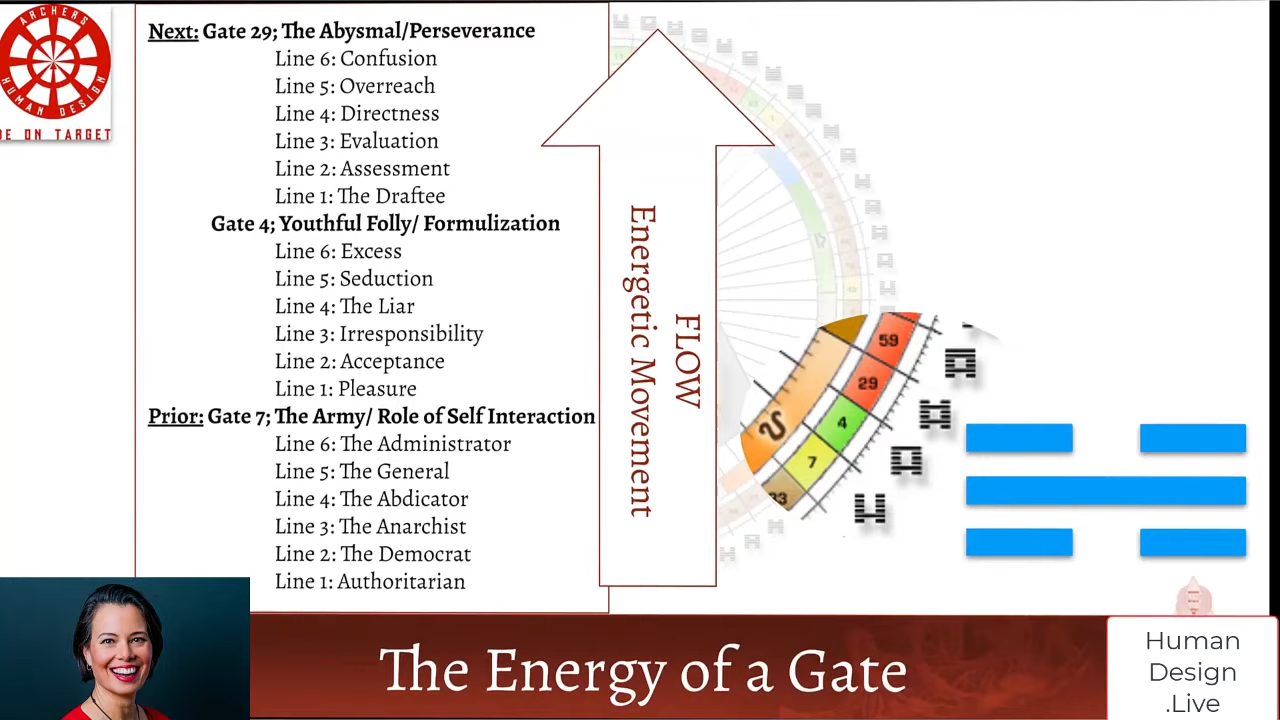 ARCHERS
HUMAN DESIGN
DE ON TARGET
Next: Gate 29; The Abysmal/Perseverance
Line 6: Confusion
Line 5: Overreach
Line 4: Directness
Line 3: Evaluation
Line 2: Assessment
Line 1: The Draftee
Gate 4; Youthful Folly/ Formulization
Line 6: Excess
Line 5: Seduction
Line 4: The Liar
Line 3: Irresponsibility
Line 2: Acceptance
Line 1: Pleasure
Prior: Gate 7; The Army/ Role of Self Interaction
Line 6: The Administrator
Line 5: The General
Line 4: The Abdicator
Line 3: The Anarchist
Line 2: The Democrat
Line 1: Authoritarian
FLOW
Energetic Movement
59
29
4
7
33
The Energy of a Gate
Human
Design
.Live